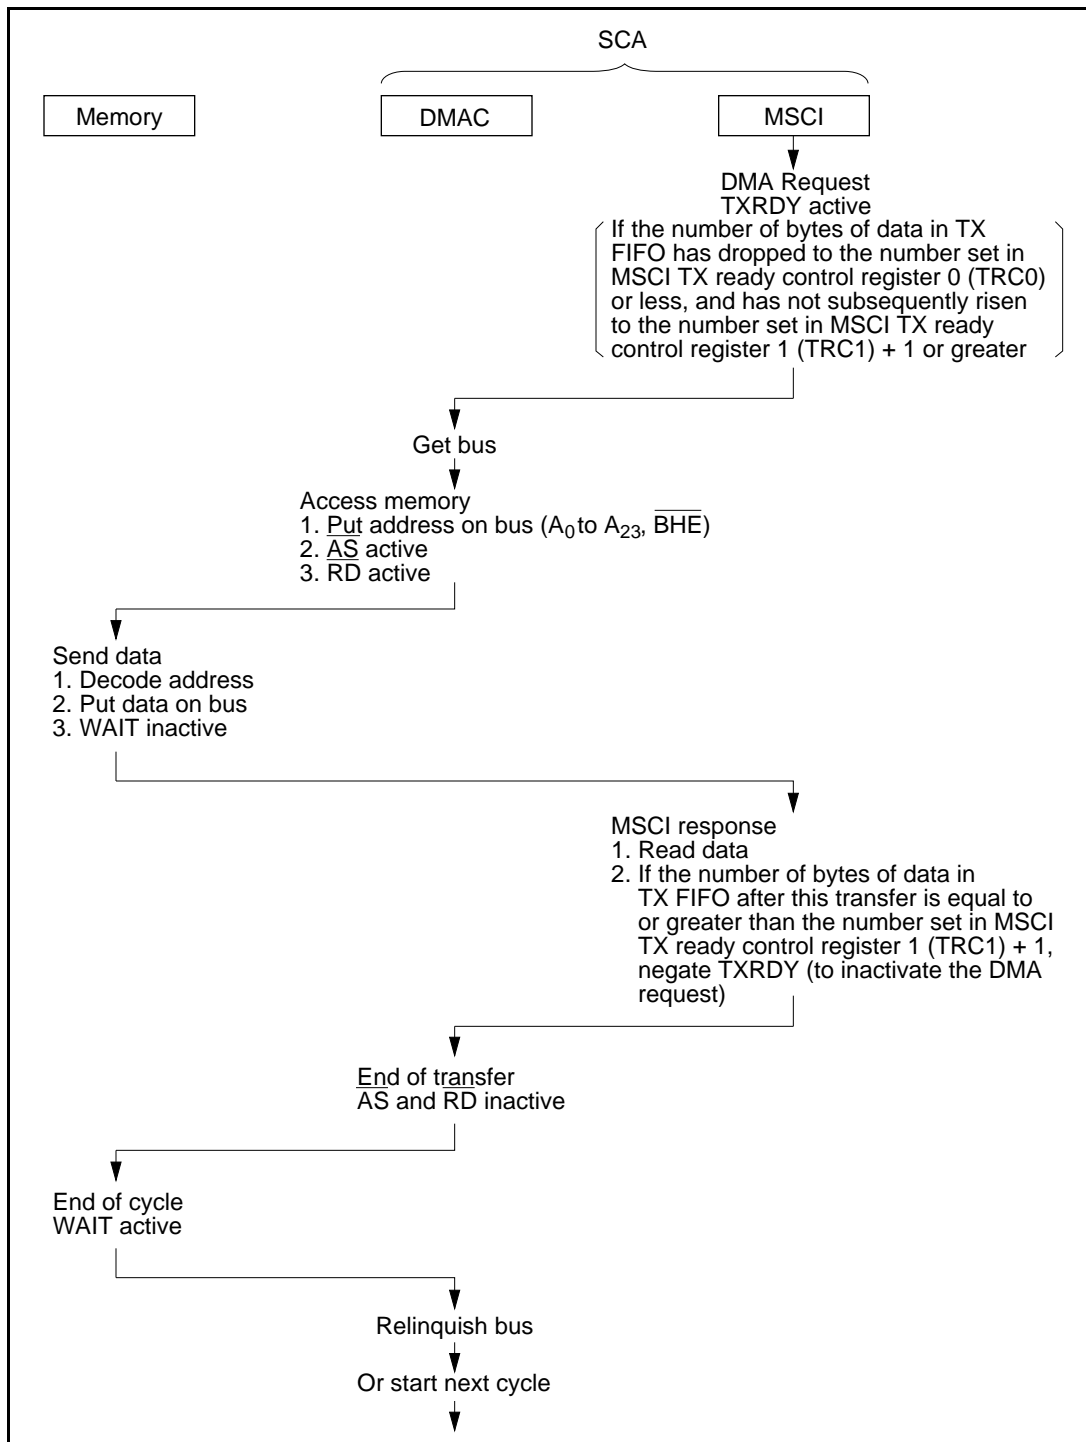 SCA
Memory
DMAC
MSCI
DMA Request
TXRDY active
If the number of bytes of data in TX
FIFO has dropped to the number set in
MSCI TX ready control register 0 (TRC0)
or less, and has not subsequently risen
to the number set in MSCI TX ready
control register 1 (TRC1) + 1 or greater
Get bus
Access memory
1. Put address on bus (A₀ to A₂₃, B̅H̅E̅)
2. A̅S̅ active
3. R̅D̅ active
Send data
1. Decode address
2. Put data on bus
3. WAIT inactive
MSCI response
1. Read data
2. If the number of bytes of data in
TX FIFO after this transfer is equal to
or greater than the number set in MSCI
TX ready control register 1 (TRC1) + 1,
negate TXRDY (to inactivate the DMA
request)
End of transfer
A̅S̅ and R̅D̅ inactive
End of cycle
WAIT active
Relinquish bus
Or start next cycle